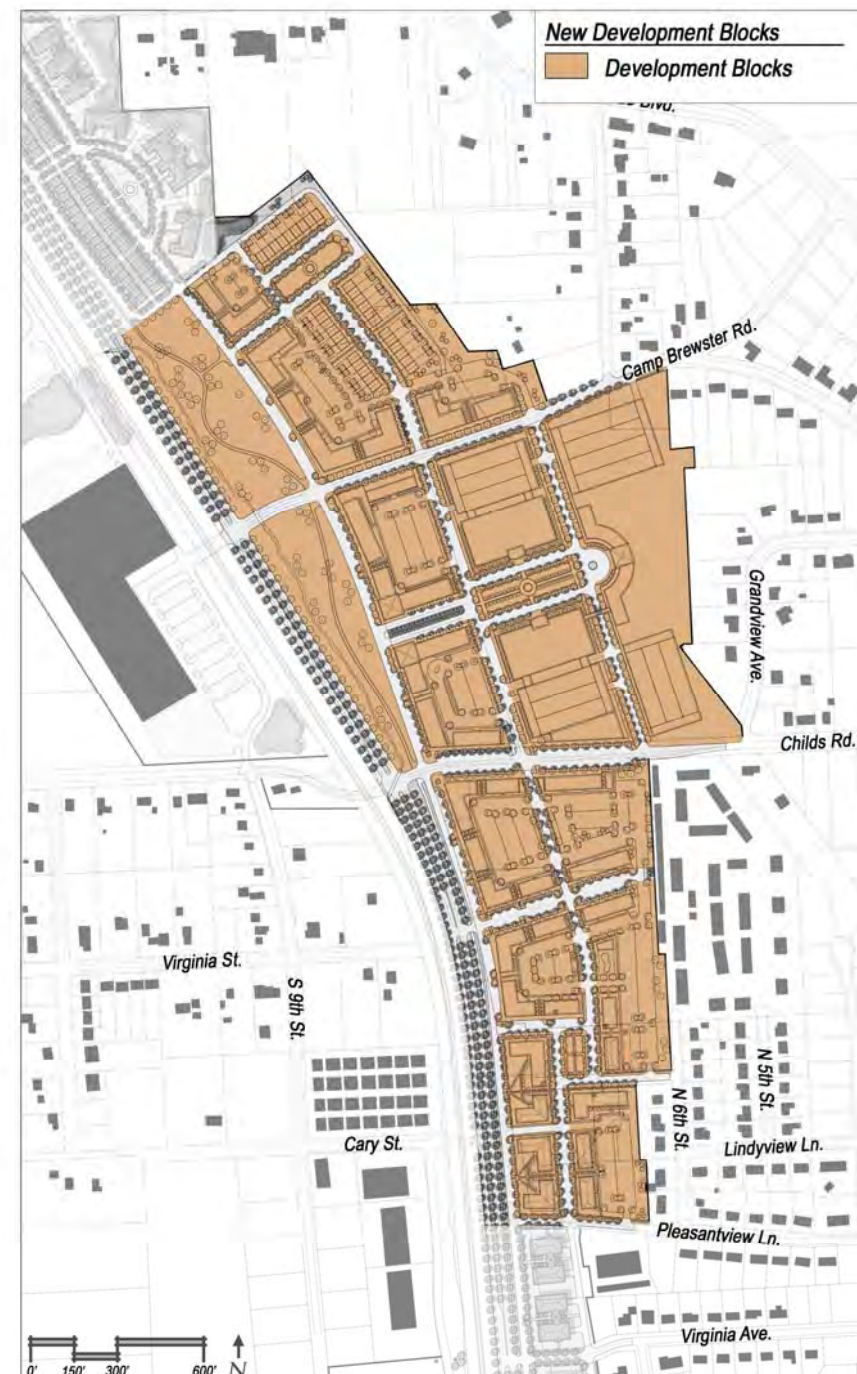 New Development Blocks
Development Blocks
Blvd.
Camp Brewster Rd.
Grandview Ave.
Childs Rd.
Virginia St.
S 9th St.
N 5th St.
N 6th St.
Cary St.
Lindyview Ln.
Pleasantview Ln.
Virginia Ave.
0' 150' 300' 600' N